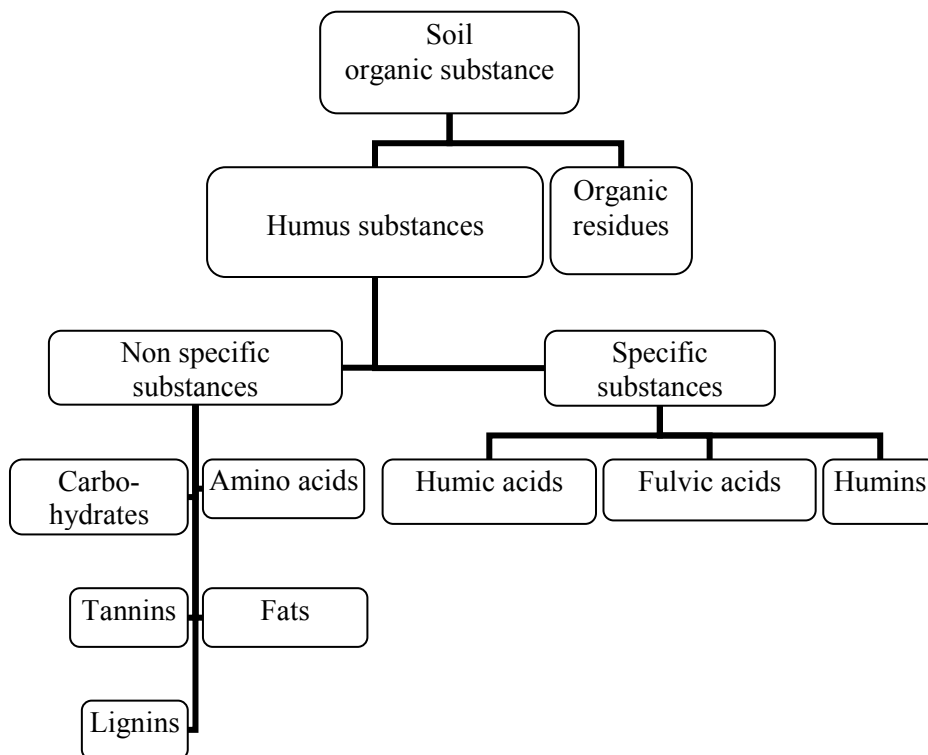 Soil
organic substance
Humus substances
Organic
residues
Non specific
substances
Specific
substances
Carbo-
hydrates
Amino acids
Humic acids
Fulvic acids
Humins
Tannins
Fats
Lignins